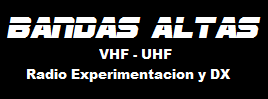 BANDAS ALTAS
VHF - UHF
Radio Experimentacion y DX